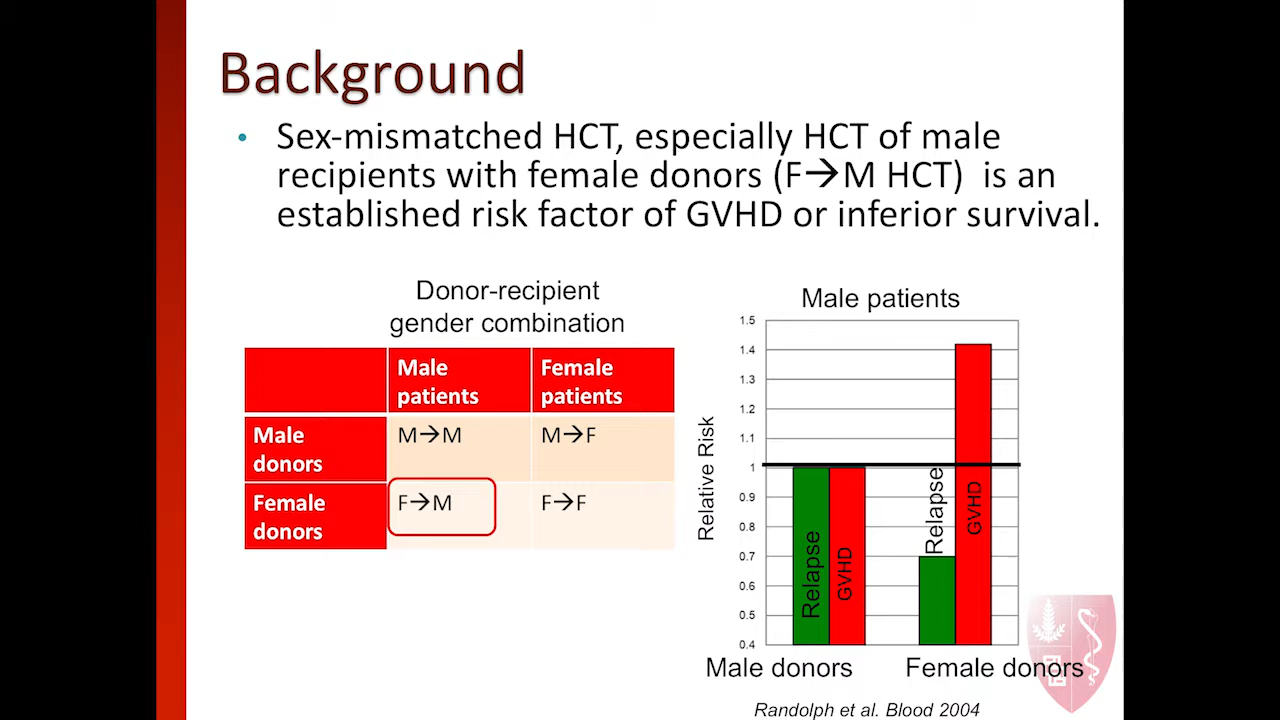 Background
• Sex-mismatched HCT, especially HCT of male
recipients with female donors (F→M HCT) is an
established risk factor of GVHD or inferior survival.
Donor-recipient
gender combination
Male
patients
Female
patients
Male
donors
M→M
M→F
Female
donors
F→M
F→F
Male patients
Relative Risk
1.5
1.4
1.3
1.2
1.1
1
0.9
0.8
0.7
0.6
0.5
0.4
Relapse
GVHD
Relapse
GVHD
Male donors
Female donors
Randolph et al. Blood 2004